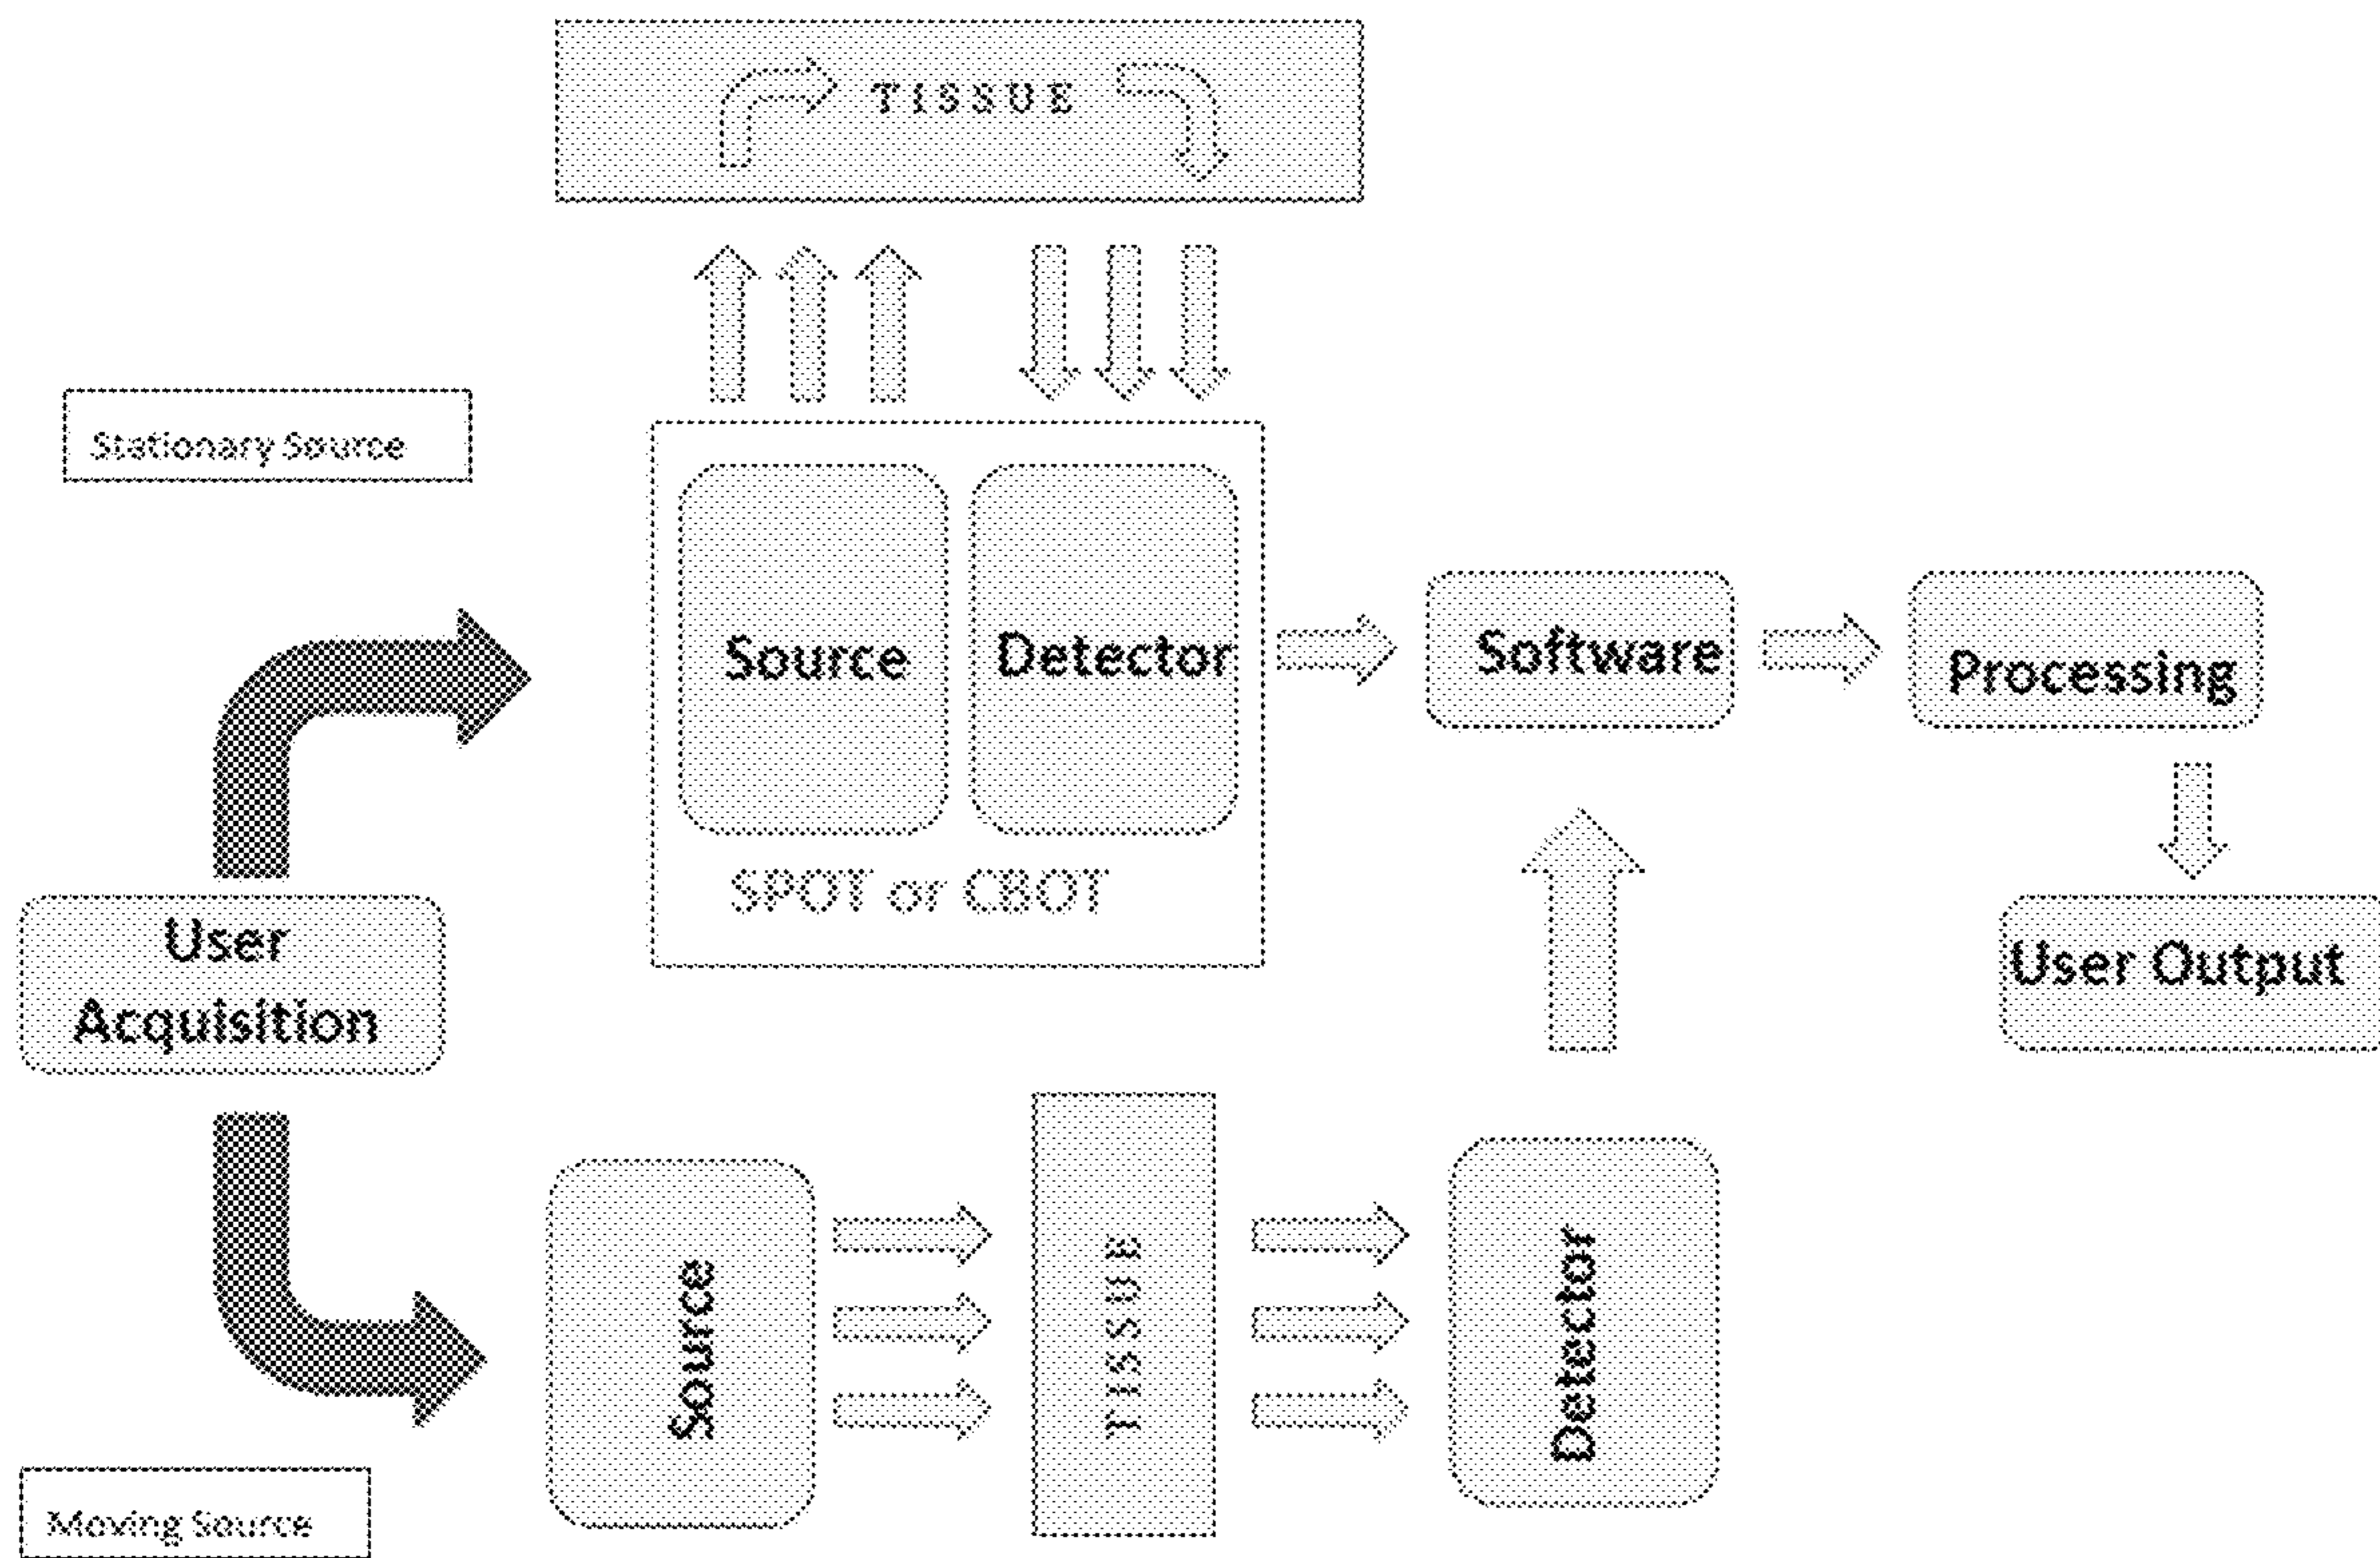 TISSUE
Stationary Source
Source
Detector
Software
Processing
SPOT or CBOT
User
Acquisition
User Output
Source
TISSUE
Detector
Moving Source